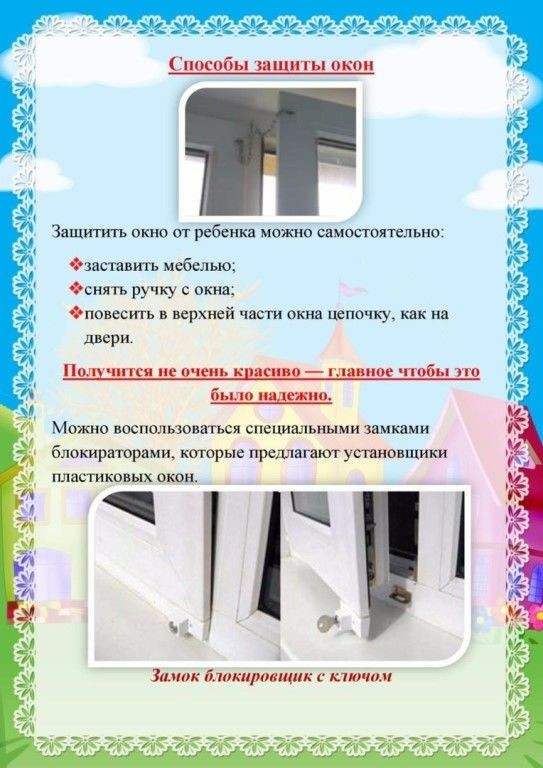 Способы защиты окон
Защитить окно от ребенка можно самостоятельно:
❖заставить мебелью;
❖снять ручку с окна;
❖повесить в верхней части окна цепочку, как на
двери.
Получится не очень красиво — главное чтобы это
было надежно.
Можно воспользоваться специальными замками
блокираторами, которые предлагают установщики
пластиковых окон.
Замок блокировщик с ключом